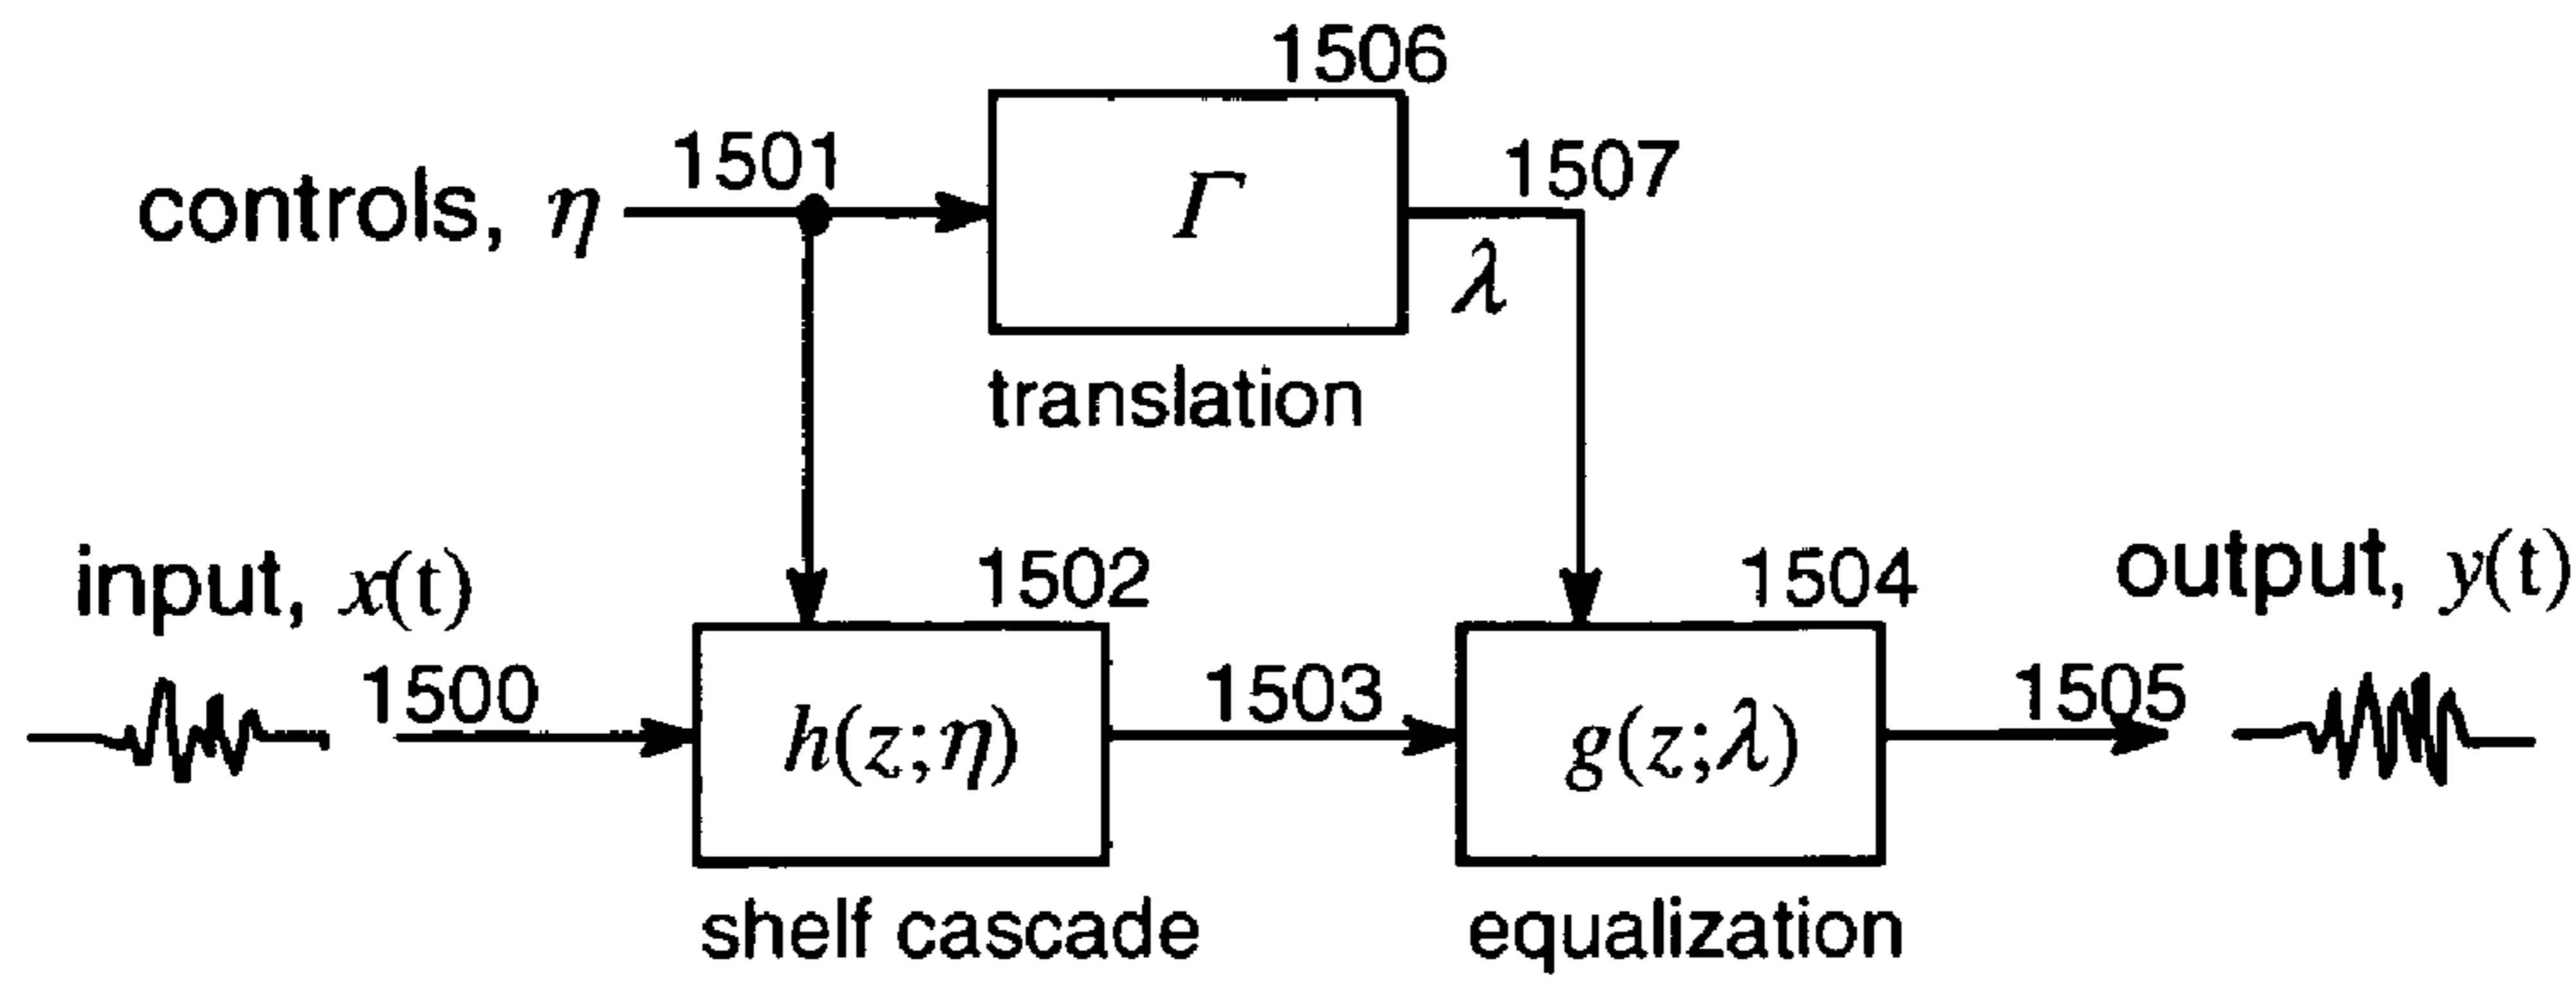 1506
1501
1507
controls, η
Γ
λ
translation
input, x(t)
1502
1504
output, y(t)
1500
1503
1505
h(z;η)
g(z;λ)
shelf cascade
equalization